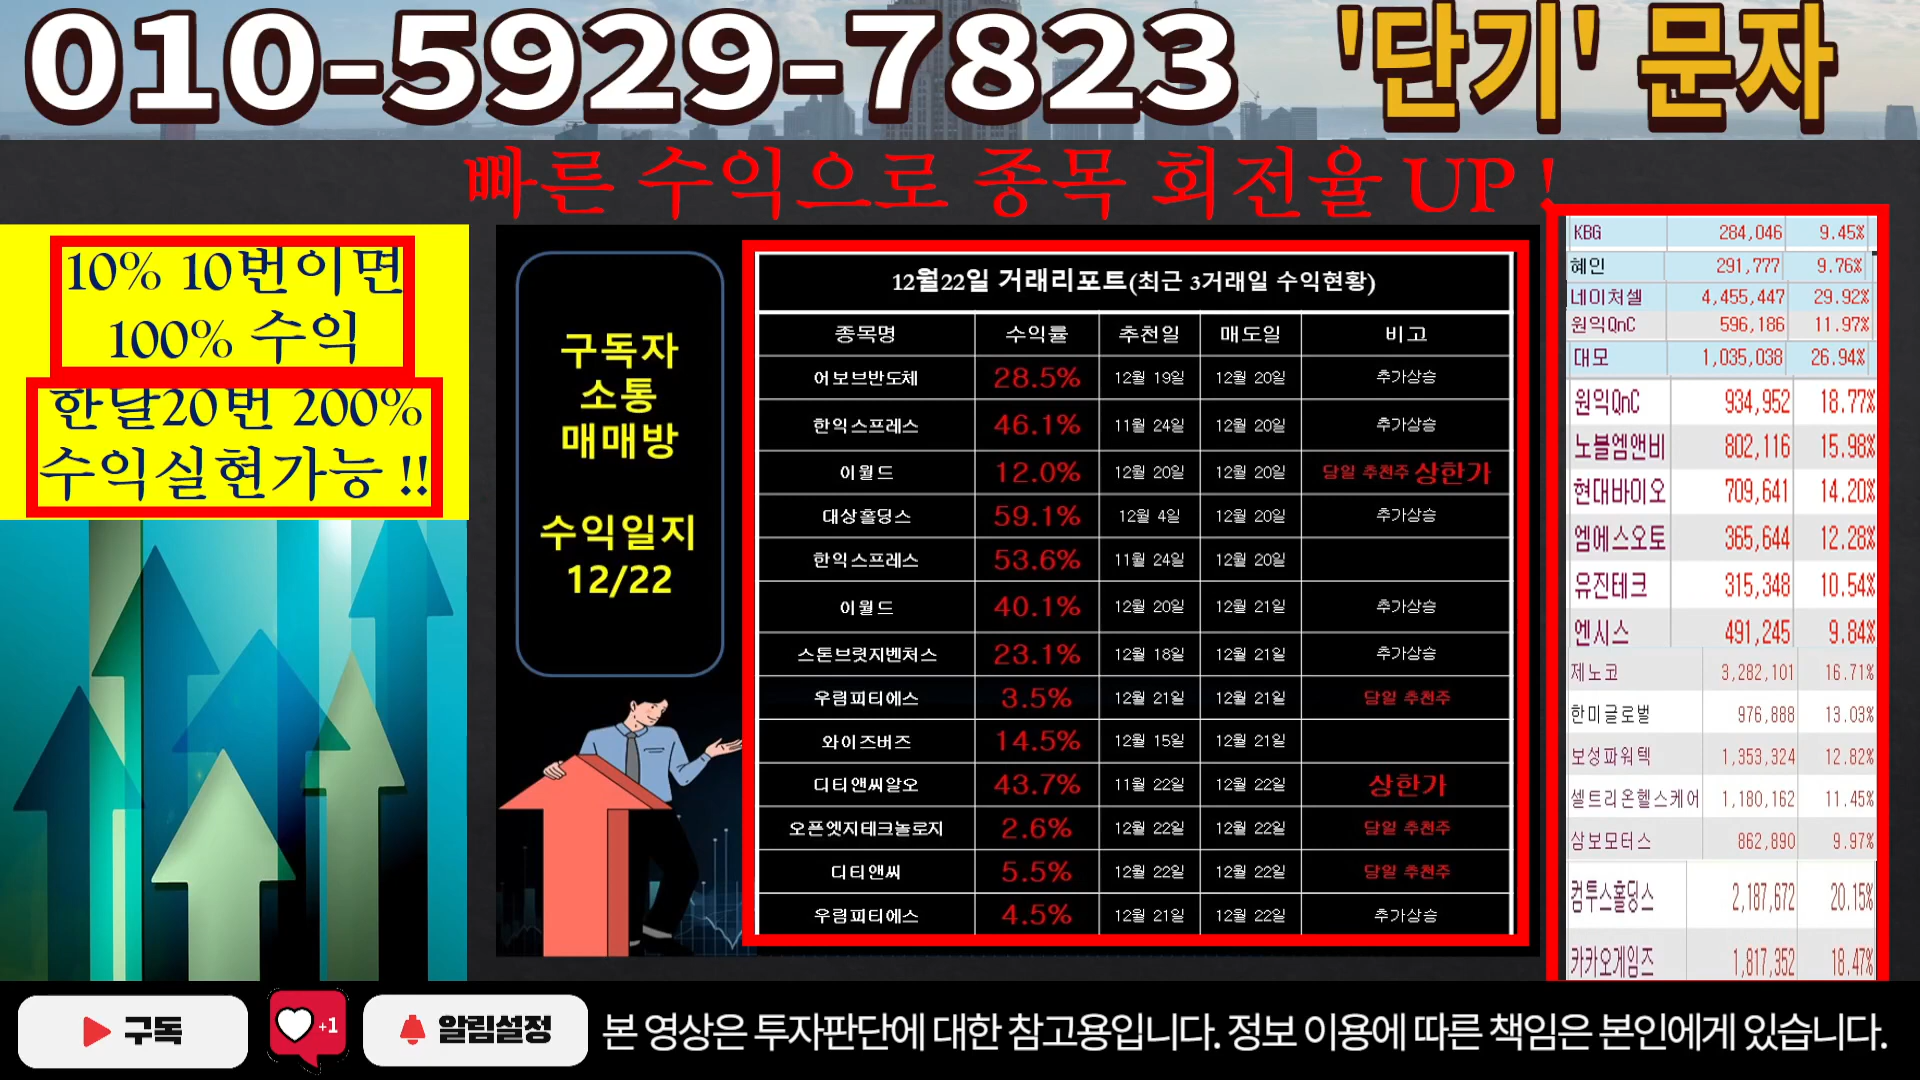 010-5929-7823 '단기' 문자
빠른 수익으로 종목 회전율 UP !
10% 10번이면
100% 수익
한달20번 200%
수익실현가능 !!
구독자
소통
매매방
수익일지
12/22
12월22일 거래리포트(최근 3거래일 수익현황)
종목명 수익률 추천일 매도일 비고
어보브반도체 28.5% 12월 19일 12월 20일 추가상승
한익스프레스 46.1% 11월 24일 12월 20일 추가상승
이월드 12.0% 12월 20일 12월 20일 당일 추천주 상한가
대상홀딩스 59.1% 12월 4일 12월 20일 추가상승
한익스프레스 53.6% 11월 24일 12월 20일
이월드 40.1% 12월 20일 12월 21일 추가상승
스톤브릿지벤처스 23.1% 12월 18일 12월 21일 추가상승
우림피티에스 3.5% 12월 21일 12월 21일 당일 추천주
와이즈버즈 14.5% 12월 15일 12월 21일
디티앤씨알오 43.7% 11월 22일 12월 22일 상한가
오픈엣지테크놀로지 2.6% 12월 22일 12월 22일 당일 추천주
디티앤씨 5.5% 12월 22일 12월 22일 당일 추천주
우림피티에스 4.5% 12월 21일 12월 22일 추가상승
KBG 284,046 9.45%
혜인 291,777 9.76%
네이처셀 4,455,447 29.92%
원익QnC 596,186 11.97%
대모 1,035,038 26.94%
원익QnC 934,952 18.77%
노블엠앤비 802,116 15.98%
현대바이오 709,641 14.20%
엠에스오토 365,644 12.28%
유진테크 315,348 10.54%
엔시스 491,245 9.84%
제노코 3,282,101 16.71%
한미글로벌 976,888 13.03%
보성파워텍 1,353,324 12.82%
셀트리온헬스케어 1,180,162 11.45%
삼보모터스 862,890 9.97%
컴투스홀딩스 2,187,672 20.15%
카카오게임즈 1,817,352 18.47%
구독 +1 알림설정 본 영상은 투자판단에 대한 참고용입니다. 정보 이용에 따른 책임은 본인에게 있습니다.